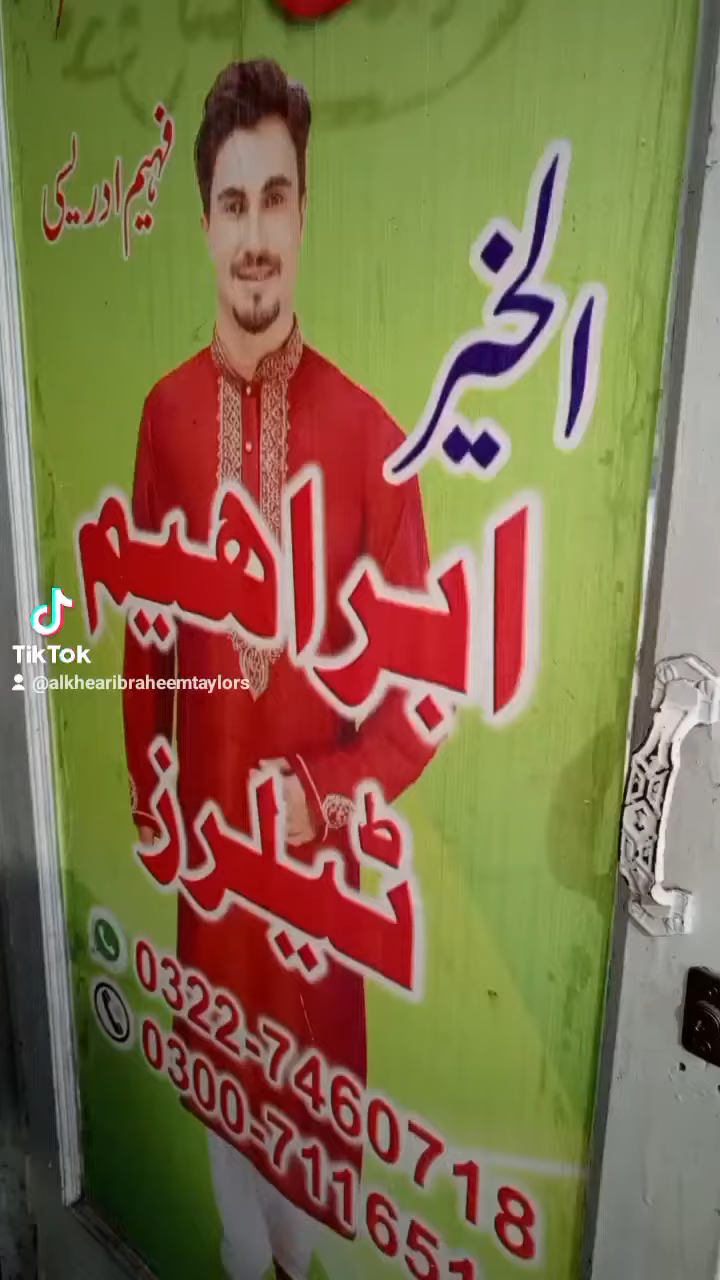 فہیم ادریسی
الخیر
ابراھیم
ٹیلرز
0322-7460718
0300-711651
TikTok
@alkhearibraheemtaylors